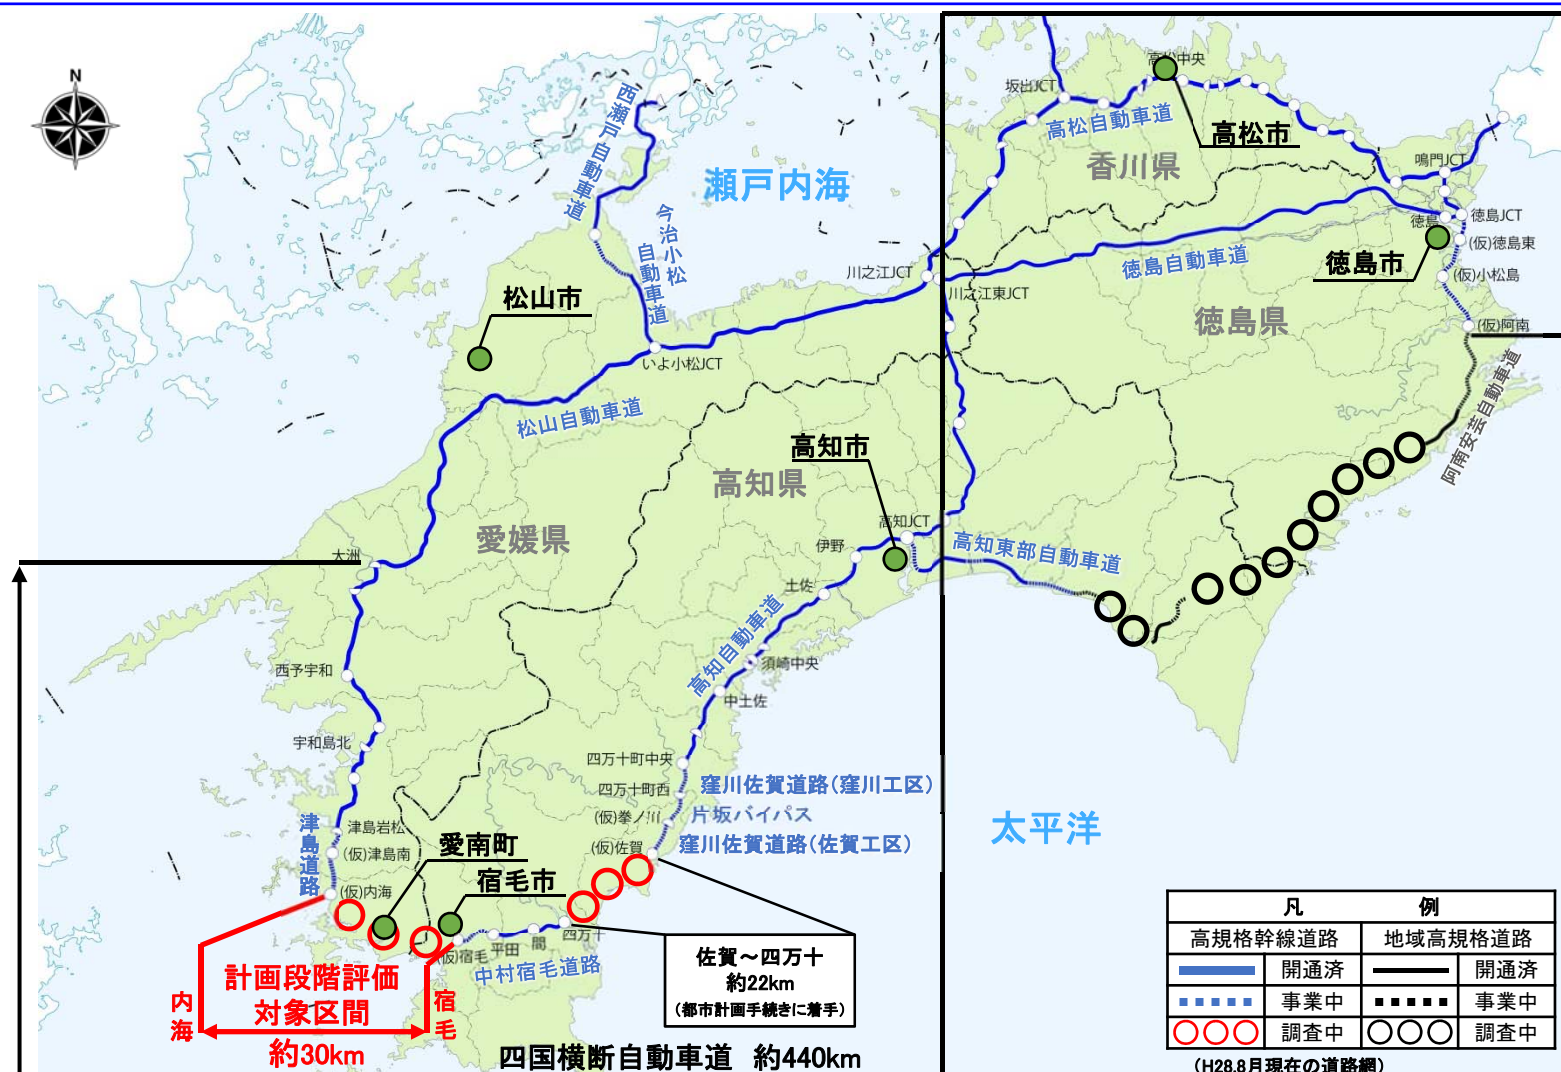 N
西瀬戸自動車道
瀬戸内海
今治小松
自動車道
松山市
いよ小松JCT
松山自動車道
川之江JCT
川之江東JCT
坂出JCT
高松中央
高松自動車道
高松市
香川県
鳴門JCT
徳島
徳島JCT
(仮)徳島東
(仮)小松島
徳島自動車道
徳島市
徳島県
(仮)阿南
阿南安芸自動車道
高知市
高知県
高知JCT
高知東部自動車道
伊野
土佐
愛媛県
大洲
高知自動車道
須崎中央
中土佐
西予宇和
宇和島北
四万十町中央
四万十町西
窪川佐賀道路(窪川工区)
(仮)拳ノ川
片坂バイパス
(仮)佐賀
窪川佐賀道路(佐賀工区)
太平洋
津島道路
津島岩松
(仮)津島南
(仮)内海
愛南町
宿毛市
(仮)宿毛
平田
間
四万十
中村宿毛道路
佐賀～四万十
約22km
(都市計画手続きに着手)
計画段階評価
対象区間
内海
宿毛
約30km
四国横断自動車道 約440km
凡例
高規格幹線道路 地域高規格道路
開通済 開通済
事業中 事業中
調査中 調査中
(H28.8月現在の道路網)